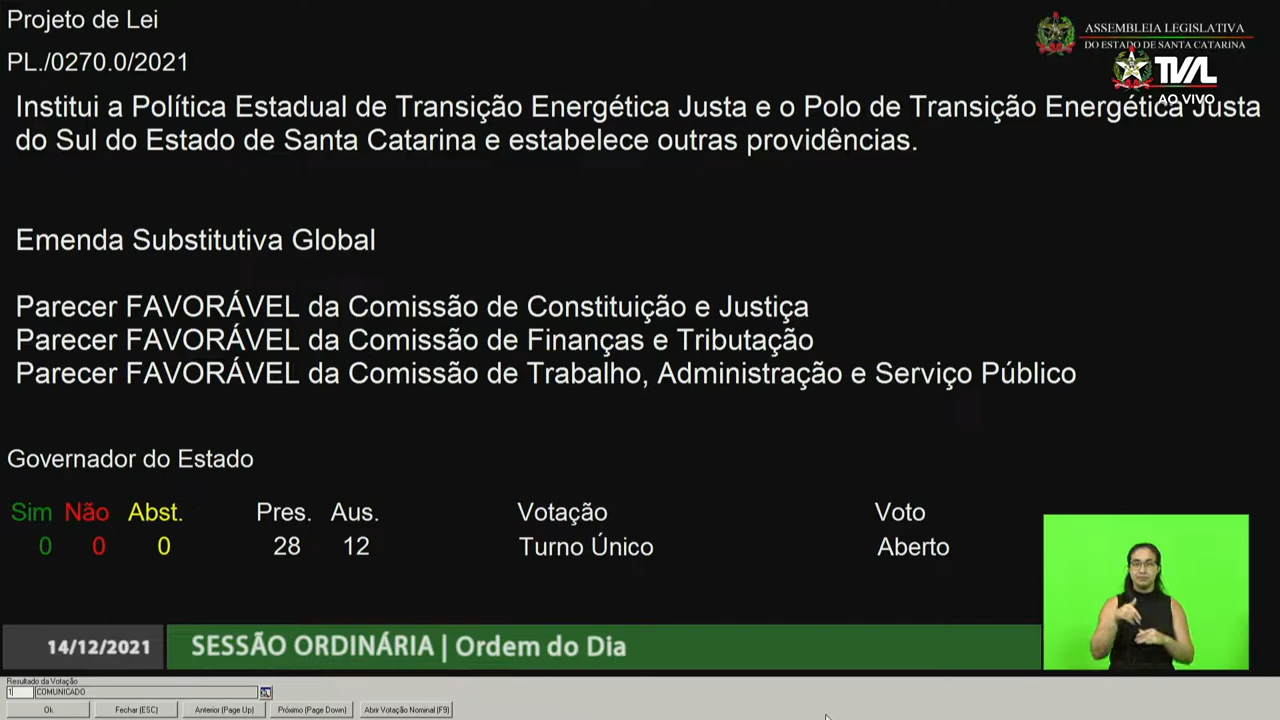 Projeto de Lei
ASSEMBLEIA LEGISLATIVA
DO ESTADO DE SANTA CATARINA
PL./0270.0/2021
TVAL
AO VIVO
Institui a Política Estadual de Transição Energética Justa e o Polo de Transição Energética Justa
do Sul do Estado de Santa Catarina e estabelece outras providências.
Emenda Substitutiva Global
Parecer FAVORÁVEL da Comissão de Constituição e Justiça
Parecer FAVORÁVEL da Comissão de Finanças e Tributação
Parecer FAVORÁVEL da Comissão de Trabalho, Administração e Serviço Público
Governador do Estado
Sim Não Abst. Pres. Aus. Votação Voto
0 0 0 28 12 Turno Único Aberto
14/12/2021 SESSÃO ORDINÁRIA | Ordem do Dia
Resultado da Votação
1 COMUNICADO
Ok Fechar (ESC) Anterior (Page Up) Próximo (Page Down) Abrir Votação Nominal (F9)